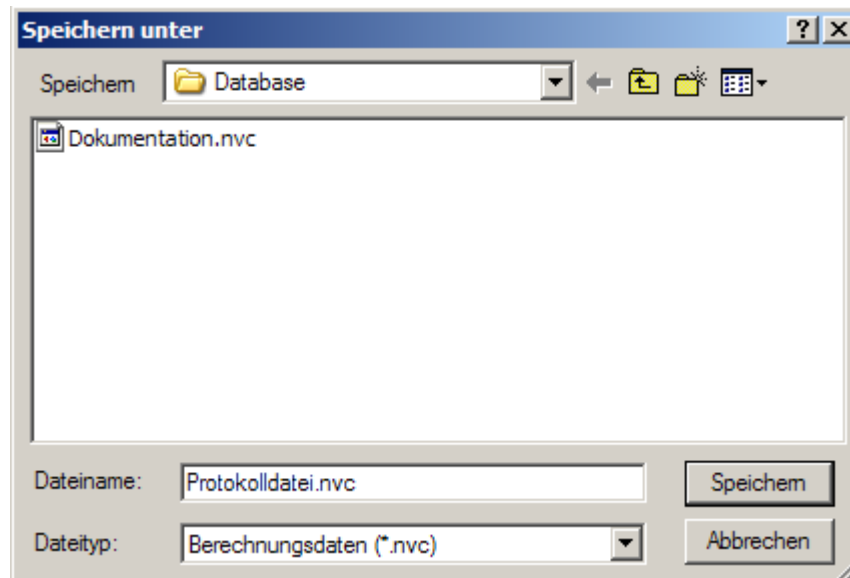 Speichern unter
Speichern
Database
Dokumentation.nvc
Dateiname:
Protokolldatei.nvc
Speichern
Dateityp:
Berechnungsdaten (*.nvc)
Abbrechen